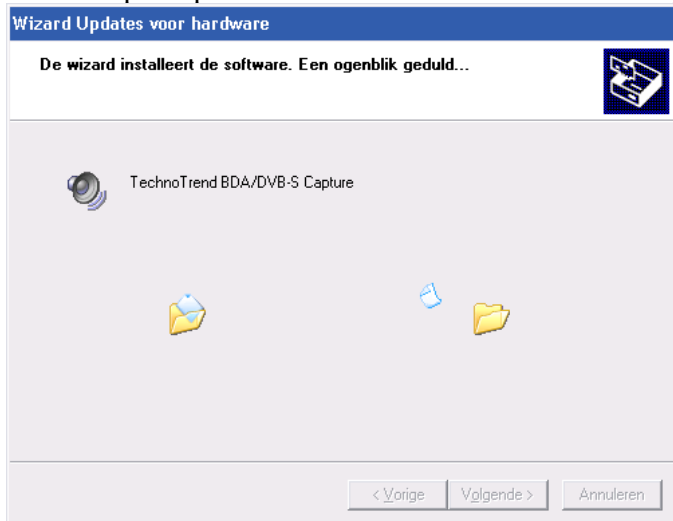 Wizard Updates voor hardware
De wizard installeert de software. Een ogenblik geduld...
TechnoTrend BDA/DVB-S Capture
< Vorige
Volgende >
Annuleren